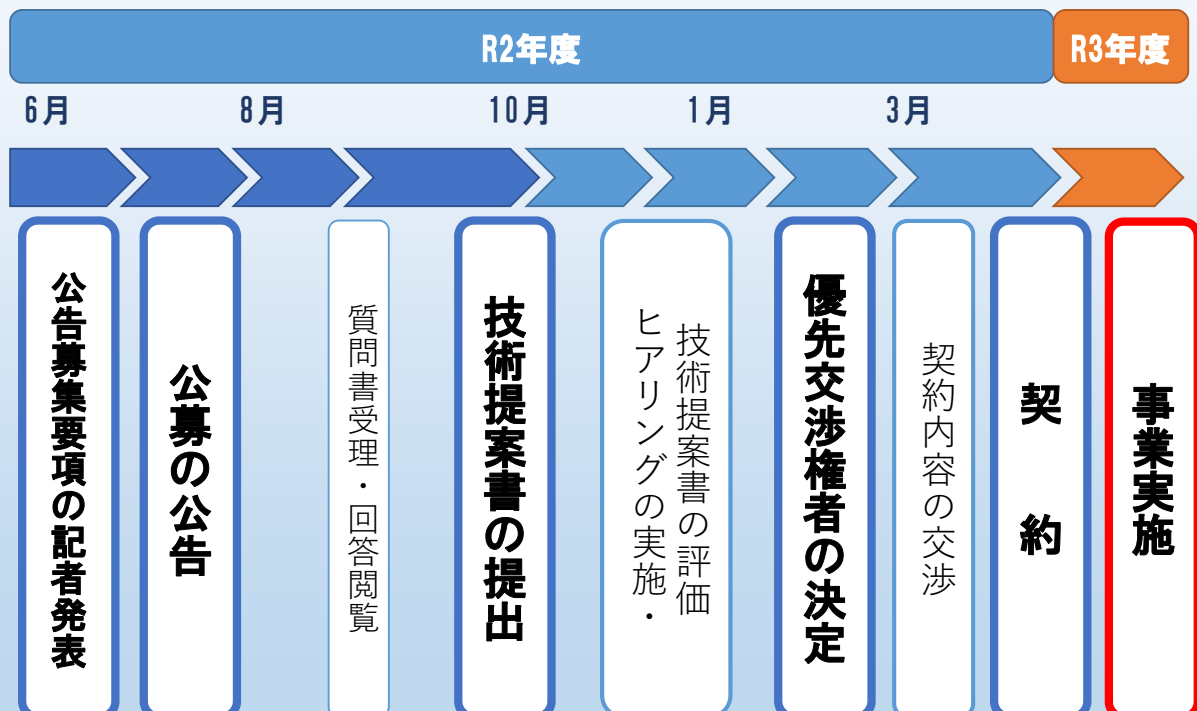 R2年度
R3年度
6月
8月
10月
1月
3月
公告募集要項の記者発表
公募の公告
質問書受理・回答閲覧
技術提案書の提出
技術提案書の評価
ヒアリングの実施・
優先交渉権者の決定
契約内容の交渉
契約
事業実施